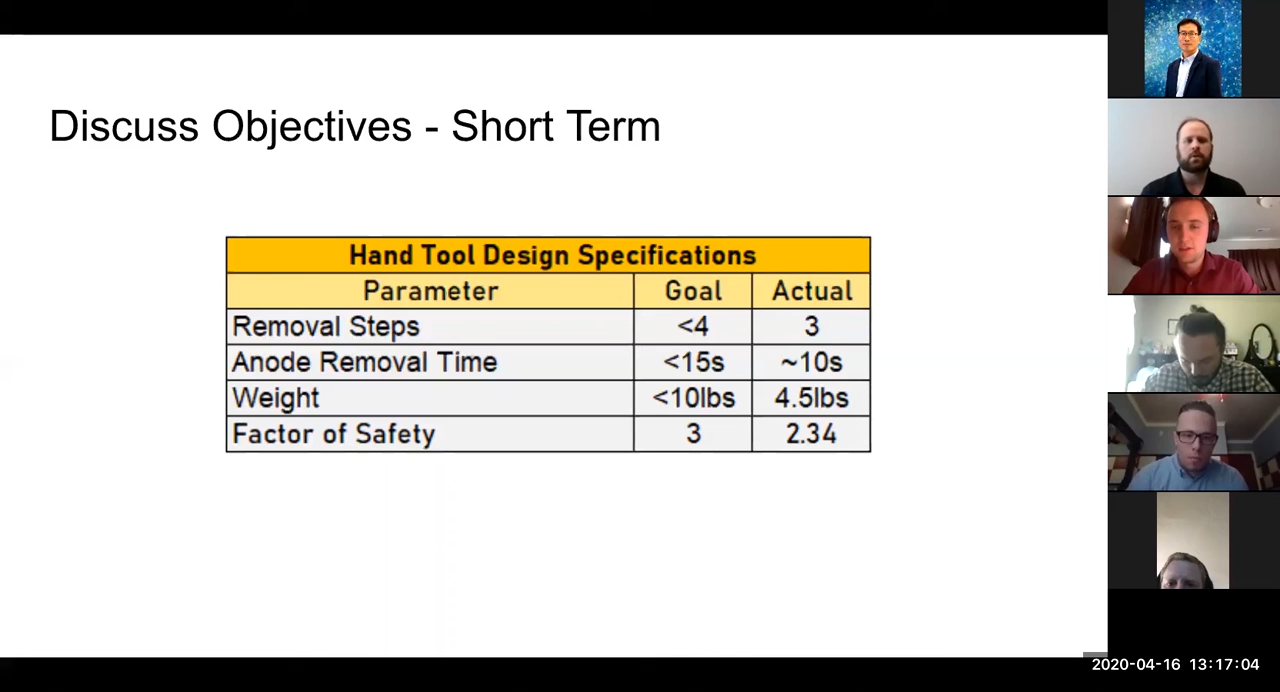 Discuss Objectives - Short Term
Hand Tool Design Specifications
Parameter Goal Actual
Removal Steps <4 3
Anode Removal Time <15s ~10s
Weight <10lbs 4.5lbs
Factor of Safety 3 2.34
2020-04-16 13:17:04